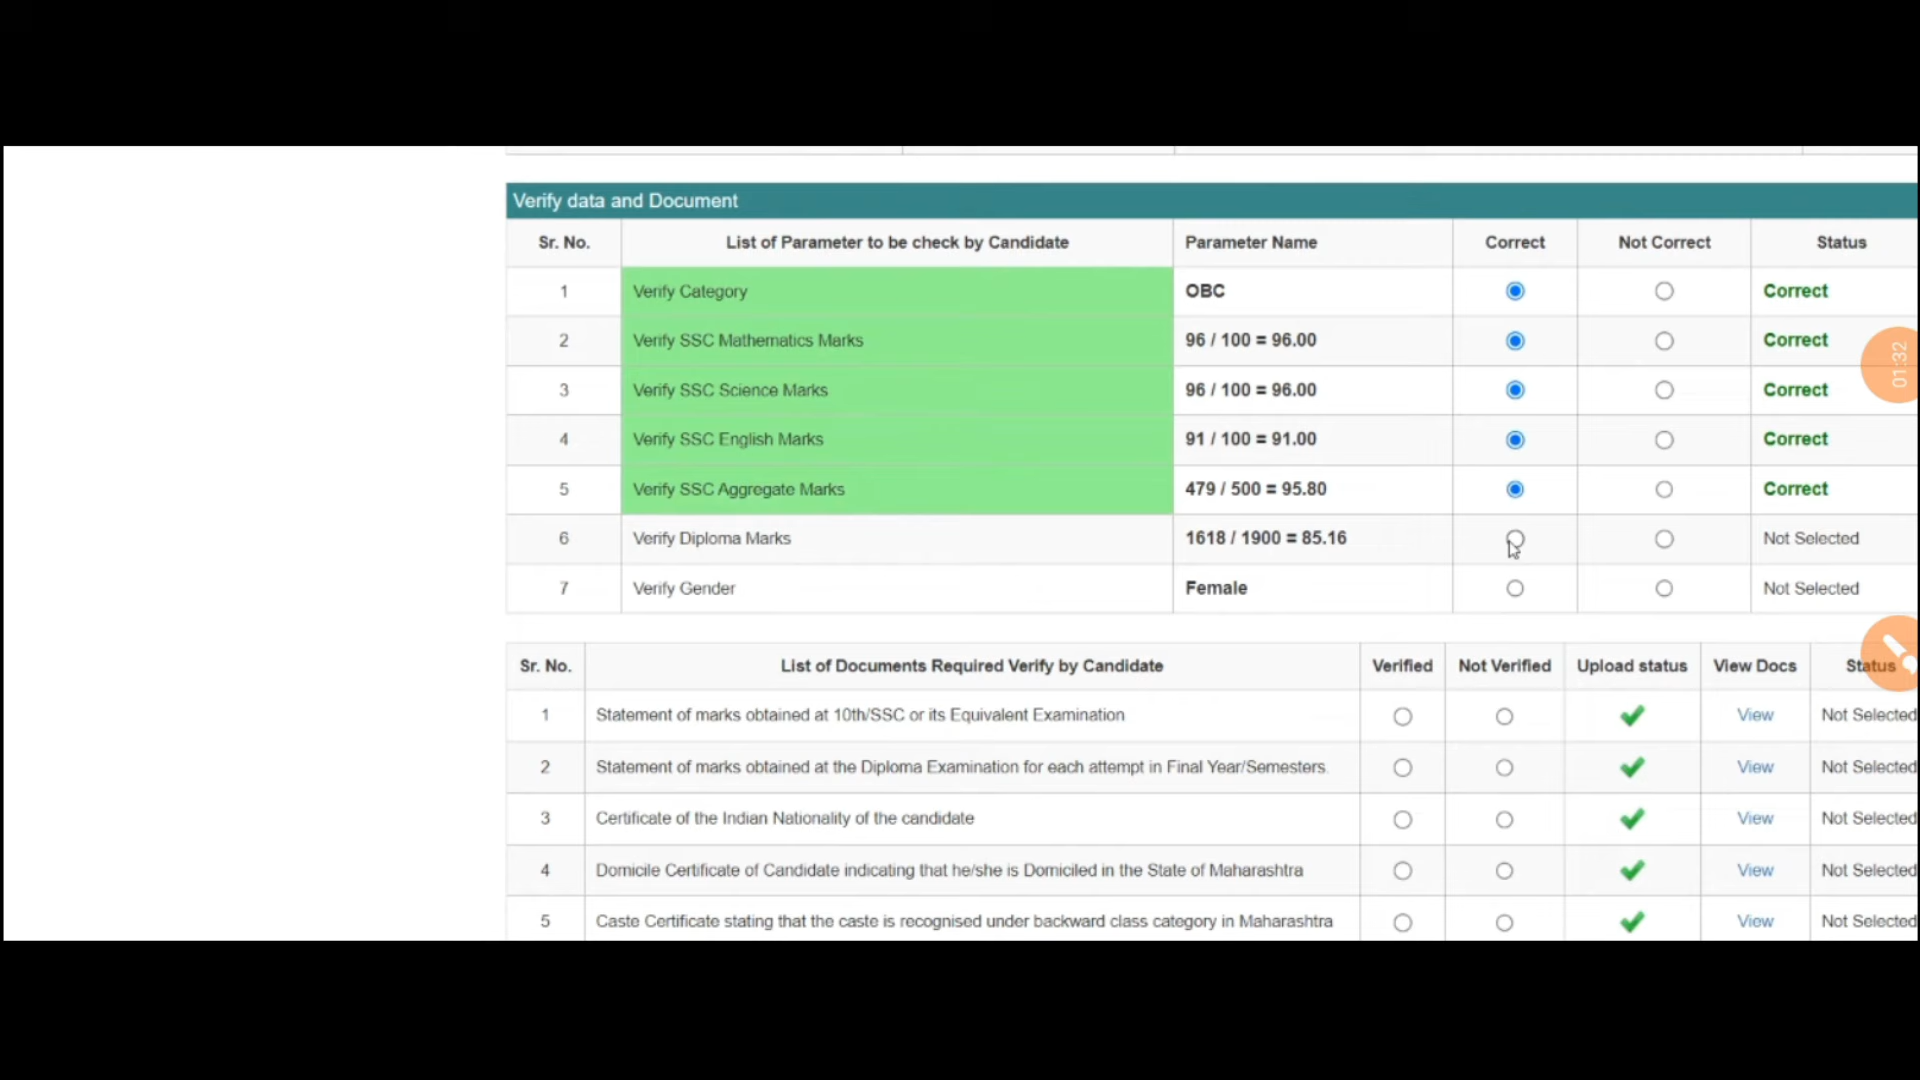 Verify data and Document
Sr. No. List of Parameter to be check by Candidate Parameter Name Correct Not Correct Status
1 Verify Category OBC Correct
2 Verify SSC Mathematics Marks 96 / 100 = 96.00 Correct
3 Verify SSC Science Marks 96 / 100 = 96.00 Correct
4 Verify SSC English Marks 91 / 100 = 91.00 Correct
5 Verify SSC Aggregate Marks 479 / 500 = 95.80 Correct
6 Verify Diploma Marks 1618 / 1900 = 85.16 Not Selected
7 Verify Gender Female Not Selected
01:32
Sr. No. List of Documents Required Verify by Candidate Verified Not Verified Upload status View Docs Status
1 Statement of marks obtained at 10th/SSC or its Equivalent Examination View Not Selected
2 Statement of marks obtained at the Diploma Examination for each attempt in Final Year/Semesters. View Not Selected
3 Certificate of the Indian Nationality of the candidate View Not Selected
4 Domicile Certificate of Candidate indicating that he/she is Domiciled in the State of Maharashtra View Not Selected
5 Caste Certificate stating that the caste is recognised under backward class category in Maharashtra View Not Selected